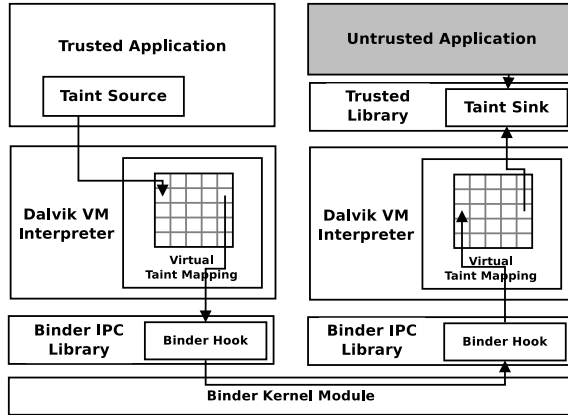 Trusted Application
Taint Source
Dalvik VM
Interpreter
Virtual
Taint Mapping
Binder IPC
Library
Binder Hook
Untrusted Application
Trusted
Library
Taint Sink
Dalvik VM
Interpreter
Virtual
Taint Mapping
Binder IPC
Library
Binder Hook
Binder Kernel Module